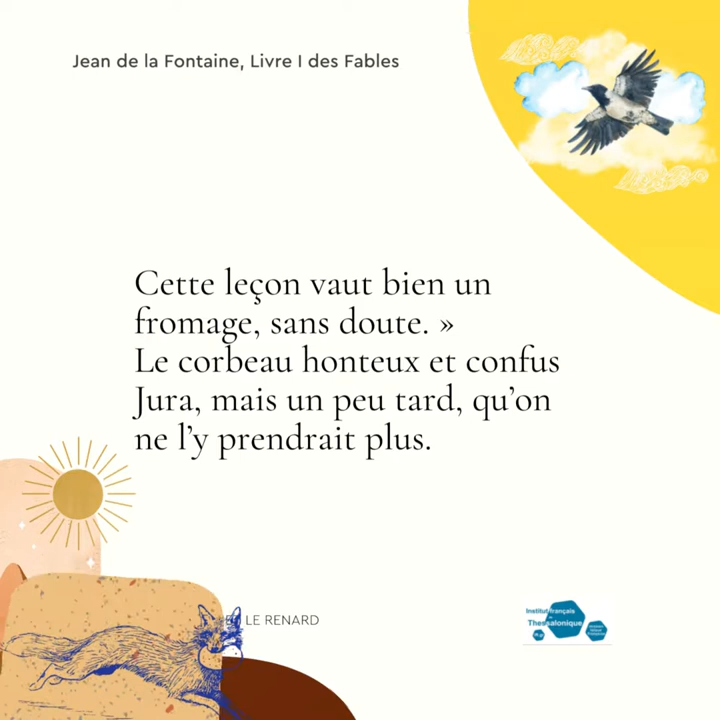 Jean de la Fontaine, Livre I des Fables
Cette leçon vaut bien un
fromage, sans doute. »
Le corbeau honteux et confus
Jura, mais un peu tard, qu’on
ne l’y prendrait plus.
LE RENARD
Institut français
Thessalonique